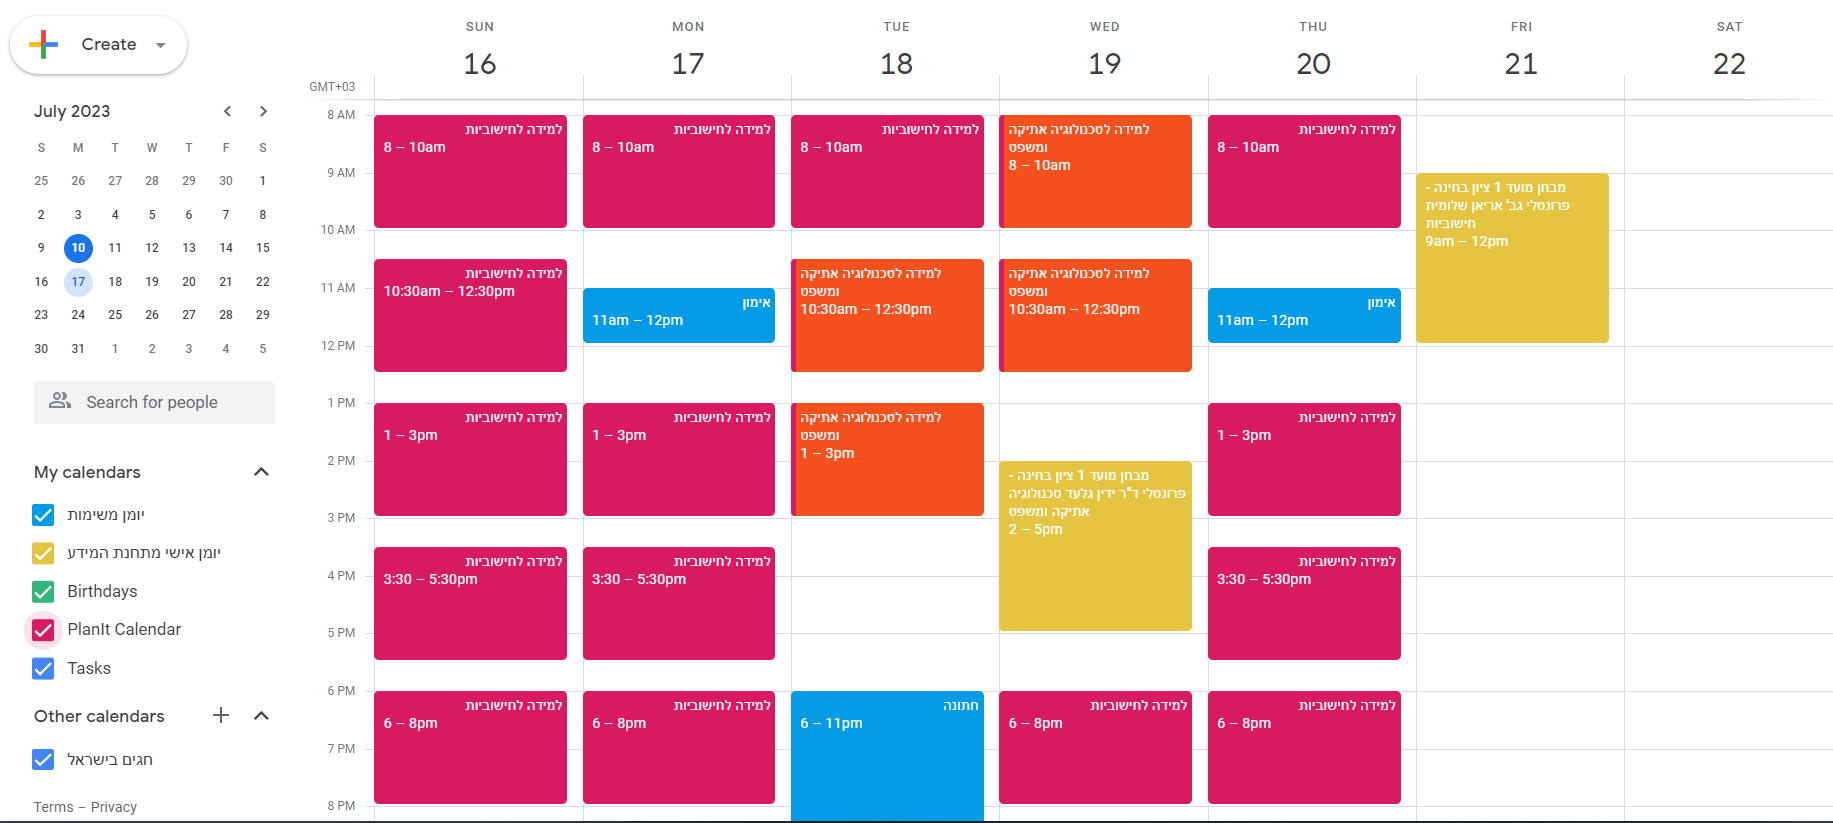 Create
July 2023
S M T W T F S
25 26 27 28 29 30 1
2 3 4 5 6 7 8
9 10 11 12 13 14 15
16 17 18 19 20 21 22
23 24 25 26 27 28 29
30 31 1 2 3 4 5
Search for people
My calendars
יומן משימות
יומן אישי מתחנת המידע
Birthdays
PlanIt Calendar
Tasks
Other calendars
חגים בישראל
Terms – Privacy
GMT+03
8 AM
9 AM
10 AM
11 AM
12 PM
1 PM
2 PM
3 PM
4 PM
5 PM
6 PM
7 PM
8 PM
SUN
16
למידה לחישוביות
8 – 10am
למידה לחישוביות
10:30am – 12:30pm
למידה לחישוביות
1 – 3pm
למידה לחישוביות
3:30 – 5:30pm
למידה לחישוביות
6 – 8pm
MON
17
למידה לחישוביות
8 – 10am
אימון
11am – 12pm
למידה לחישוביות
1 – 3pm
למידה לחישוביות
3:30 – 5:30pm
למידה לחישוביות
6 – 8pm
TUE
18
למידה לחישוביות
8 – 10am
למידה לטכנולוגיה אתיקה
ומשפט
10:30am – 12:30pm
למידה לטכנולוגיה אתיקה
ומשפט
1 – 3pm
חתונה
6 – 11pm
WED
19
למידה לטכנולוגיה אתיקה
ומשפט
8 – 10am
למידה לטכנולוגיה אתיקה
ומשפט
10:30am – 12:30pm
מבחן מועד 1 ציון בחינה -
פרונטלי ד"ר ידין גלעד טכנולוגיה
אתיקה ומשפט
2 – 5pm
למידה לחישוביות
6 – 8pm
THU
20
למידה לחישוביות
8 – 10am
אימון
11am – 12pm
למידה לחישוביות
1 – 3pm
למידה לחישוביות
3:30 – 5:30pm
למידה לחישוביות
6 – 8pm
FRI
21
מבחן מועד 1 ציון בחינה -
פרונטלי גב' אריאן שלומית
חישוביות
9am – 12pm
SAT
22